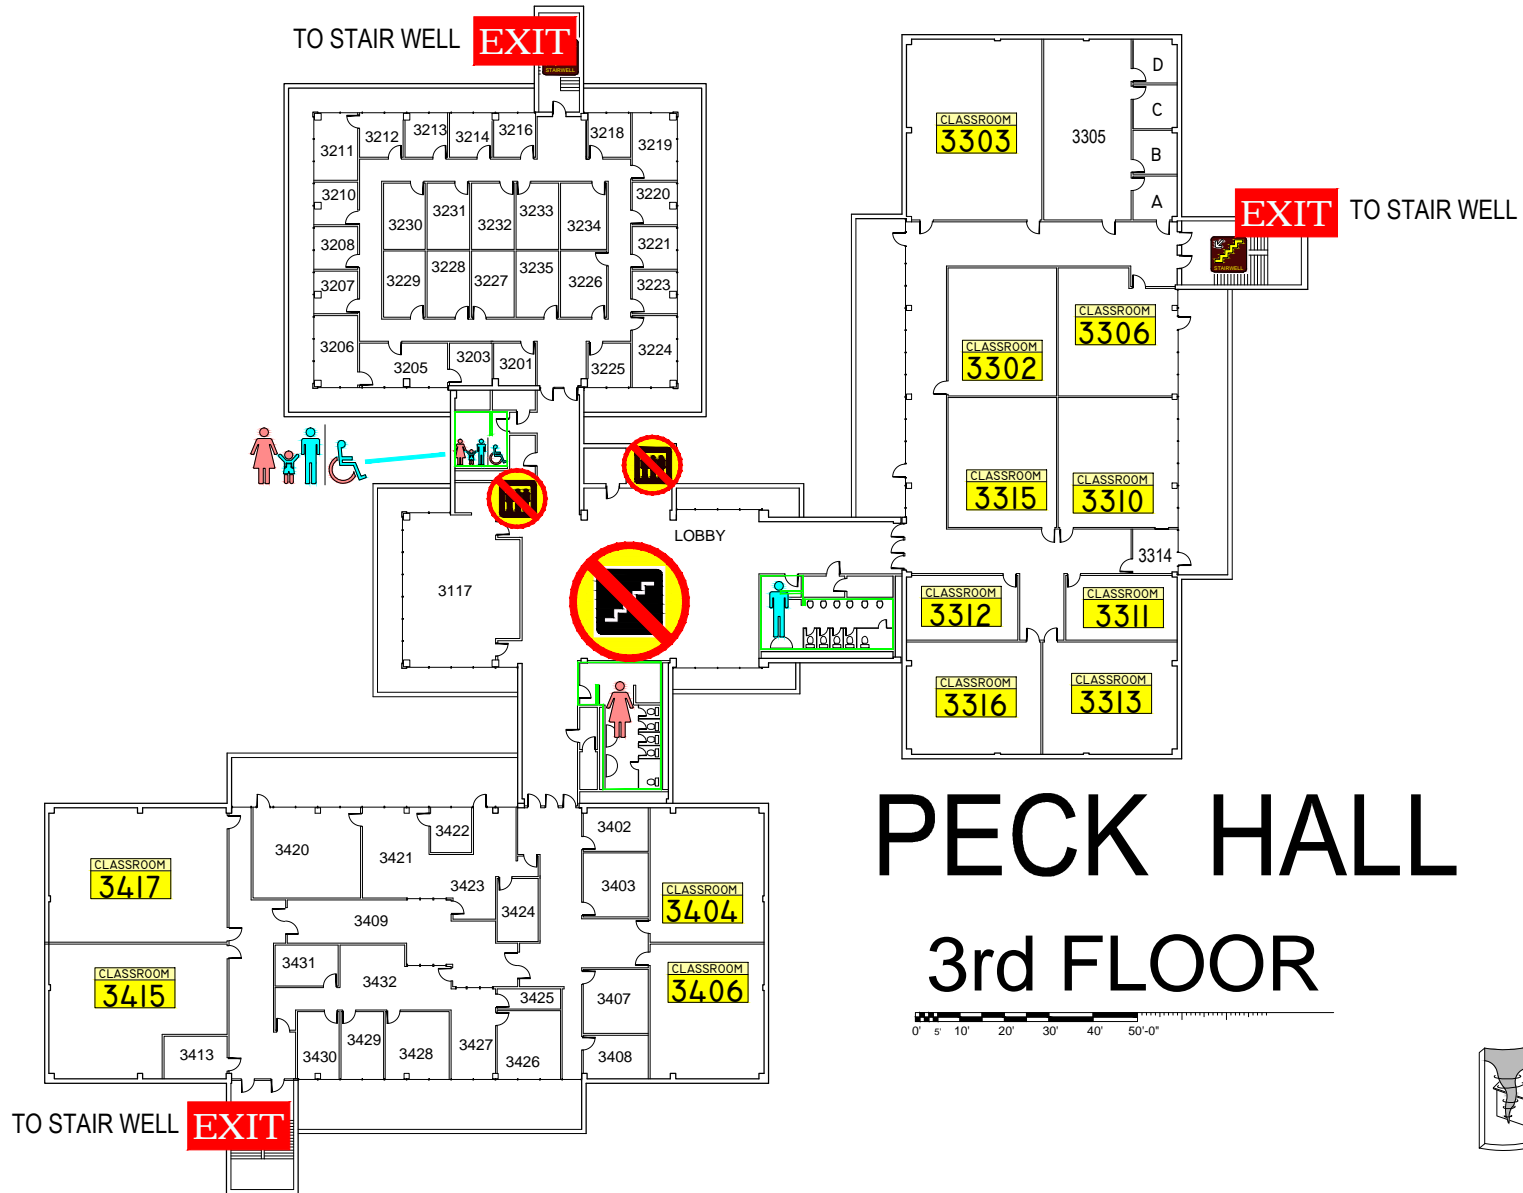 TO STAIR WELL EXIT
STAIRWELL
3211
3212
3213
3214
3216
3218
3219
3210
3230
3231
3232
3233
3234
3220
3208
3221
3207
3229
3228
3227
3235
3226
3223
3206
3205
3203
3201
3225
3224
CLASSROOM
3303
3305
D
C
B
A
EXIT TO STAIR WELL
STAIRWELL
CLASSROOM
3306
CLASSROOM
3302
CLASSROOM
3315
CLASSROOM
3310
3314
CLASSROOM
3312
CLASSROOM
3311
CLASSROOM
3316
CLASSROOM
3313
LOBBY
3117
CLASSROOM
3417
3420
3421
3422
3423
3424
3409
3402
3403
CLASSROOM
3404
CLASSROOM
3415
3431
3432
3425
3407
CLASSROOM
3406
3413
3430
3429
3428
3427
3426
3408
TO STAIR WELL EXIT
PECK HALL
3rd FLOOR
0' 5' 10' 20' 30' 40' 50'-0"